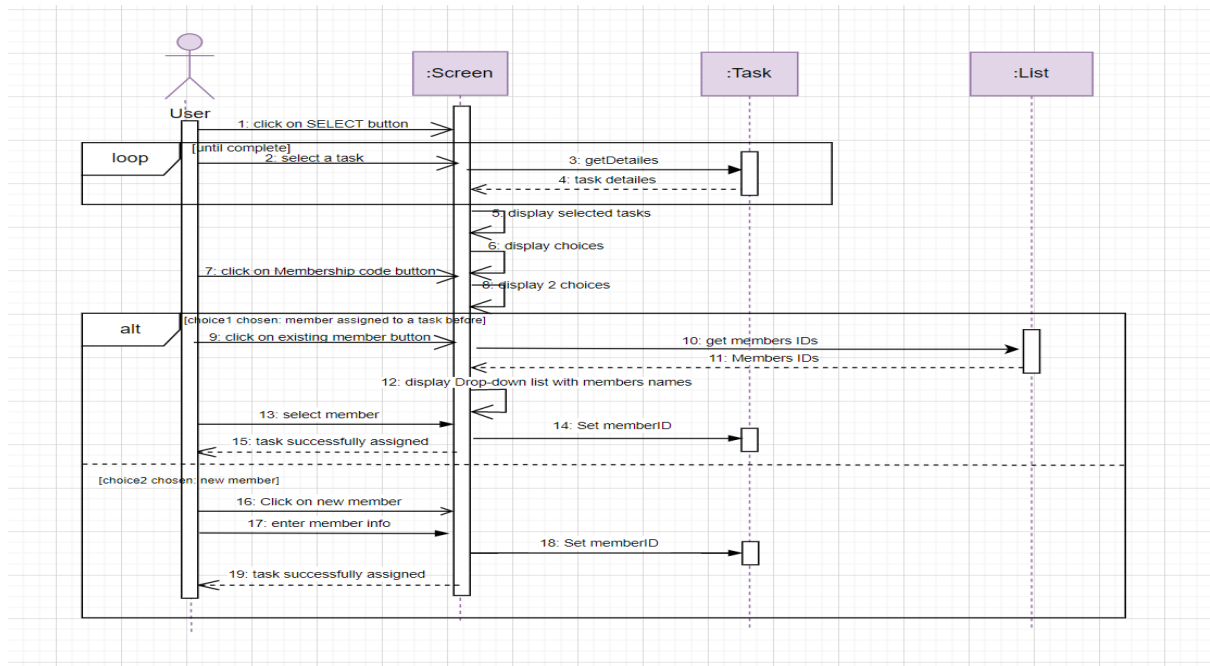 :Screen
:Task
:List
User
1: click on SELECT button
loop
[until complete]
2: select a task
3: getDetailes
4: task detailes
5: display selected tasks
6: display choices
7: click on Membership code button
8: display 2 choices
alt
[choice1 chosen: member assigned to a task before]
9: click on existing member button
10: get members IDs
11: Members IDs
12: display Drop-down list with members names
13: select member
14: Set memberID
15: task successfully assigned
[choice2 chosen: new member]
16: Click on new member
17: enter member info
18: Set memberID
19: task successfully assigned